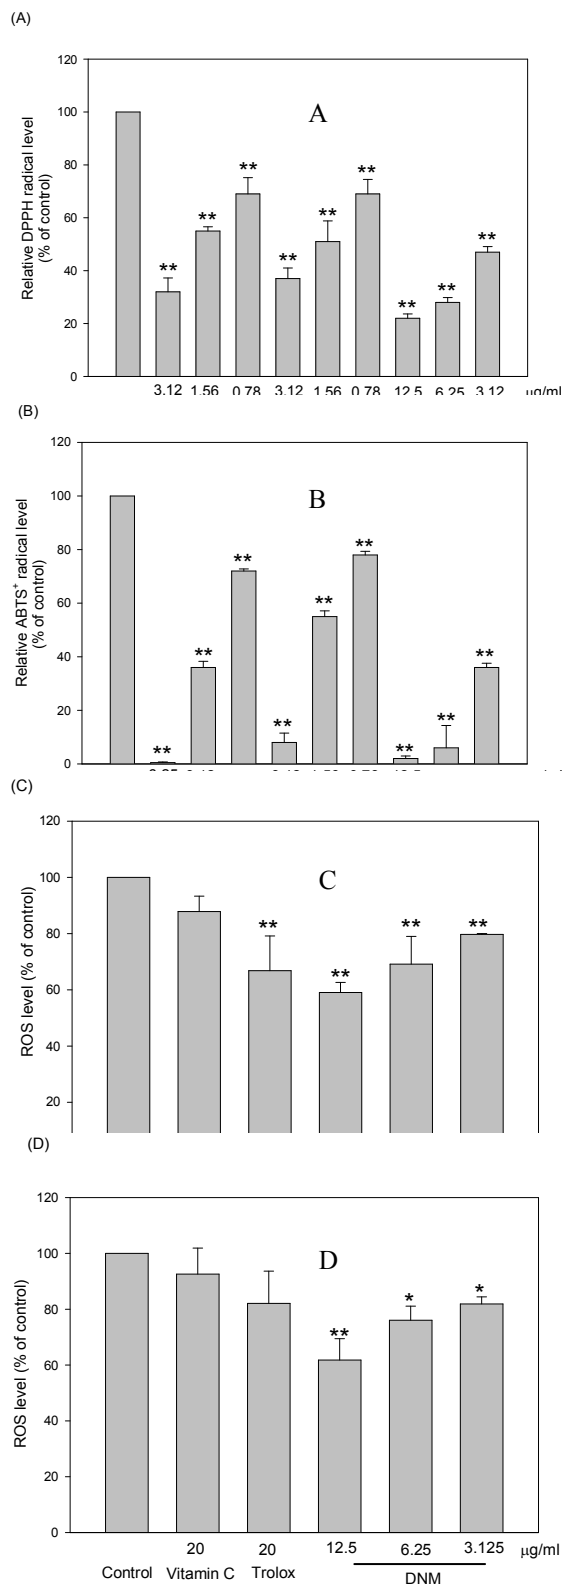 (A)
120
100
80
60
40
20
0
Relative DPPH radical level
(% of control)
A
** ** ** ** ** ** ** ** **
3.12 1.56 0.78 3.12 1.56 0.78 12.5 6.25 3.12 µg/ml
(B)
120
100
80
60
40
20
0
Relative ABTS⁺ radical level
(% of control)
B
** ** ** ** ** ** ** ** **
(C)
120
100
80
60
40
20
ROS level (% of control)
C
** ** ** **
(D)
120
100
80
60
40
20
0
ROS level (% of control)
D
** * *
20 20 12.5 6.25 3.125 µg/ml
Control Vitamin C Trolox DNM